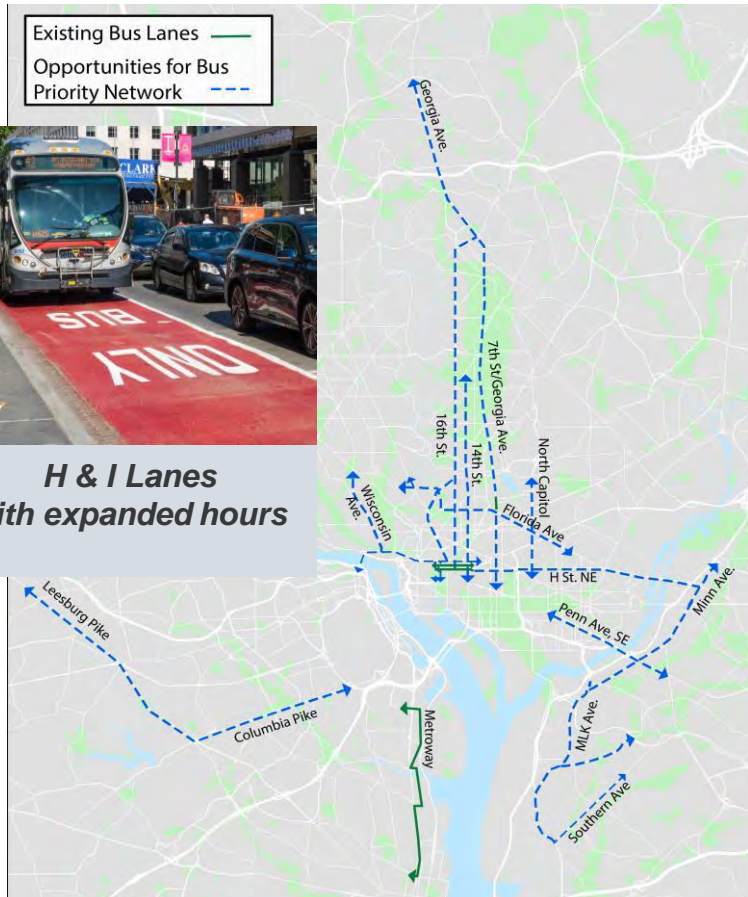 Existing Bus Lanes
Opportunities for Bus
Priority Network
CLARK
BUS
ONLY
H & I Lanes
ith expanded hours
Georgia Ave.
7th St/Georgia Ave.
16th St.
14th St.
North Capitol
Wisconsin
Ave.
Florida Ave
H St. NE
Minn Ave.
Penn Ave, SE
Leesburg Pike
Columbia Pike
Metroway
MLK Ave.
Southern Ave